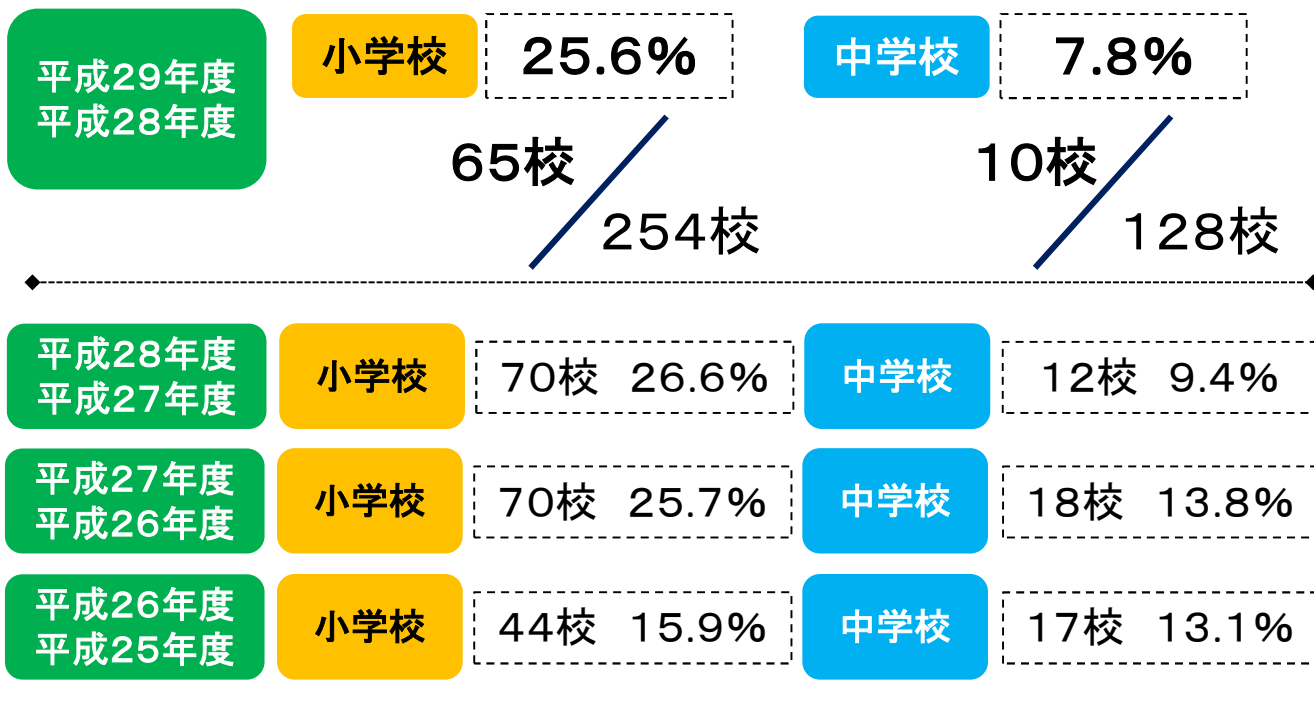 平成29年度
平成28年度
小学校
25.6%
中学校
7.8%
65校
254校
10校
128校
平成28年度
平成27年度
小学校
70校 26.6%
中学校
12校 9.4%
平成27年度
平成26年度
小学校
70校 25.7%
中学校
18校 13.8%
平成26年度
平成25年度
小学校
44校 15.9%
中学校
17校 13.1%